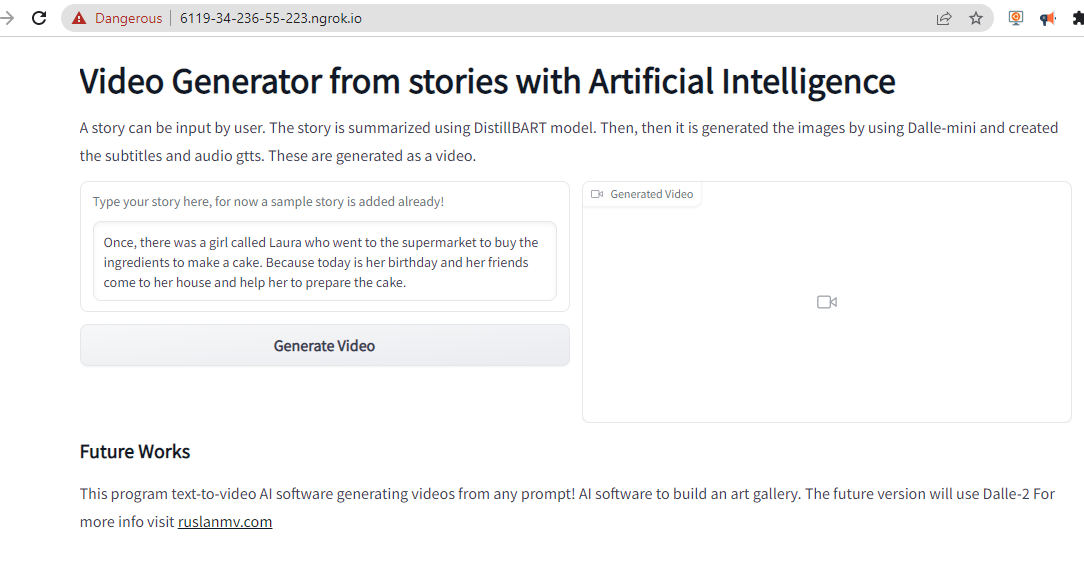 Dangerous
6119-34-236-55-223.ngrok.io
Video Generator from stories with Artificial Intelligence
A story can be input by user. The story is summarized using DistillBART model. Then, then it is generated the images by using Dalle-mini and created
the subtitles and audio gtts. These are generated as a video.
Type your story here, for now a sample story is added already!
Once, there was a girl called Laura who went to the supermarket to buy the
ingredients to make a cake. Because today is her birthday and her friends
come to her house and help her to prepare the cake.
Generate Video
Generated Video
Future Works
This program text-to-video AI software generating videos from any prompt! AI software to build an art gallery. The future version will use Dalle-2 For
more info visit ruslanmv.com